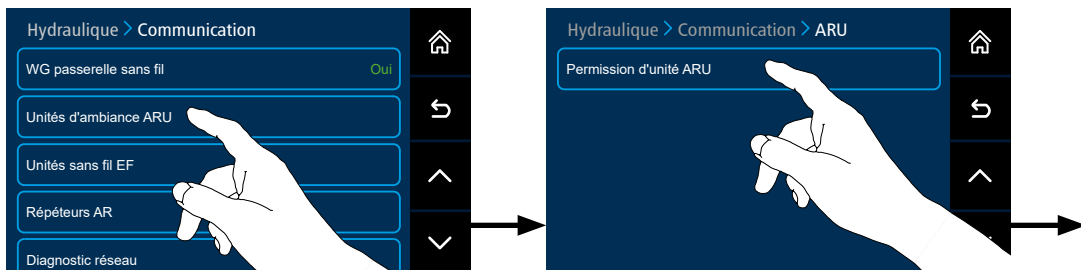 Hydraulique > Communication
WG passerelle sans fil Oui
Unités d'ambiance ARU
Unités sans fil EF
Répéteurs AR
Diagnostic réseau
Hydraulique > Communication > ARU
Permission d'unité ARU